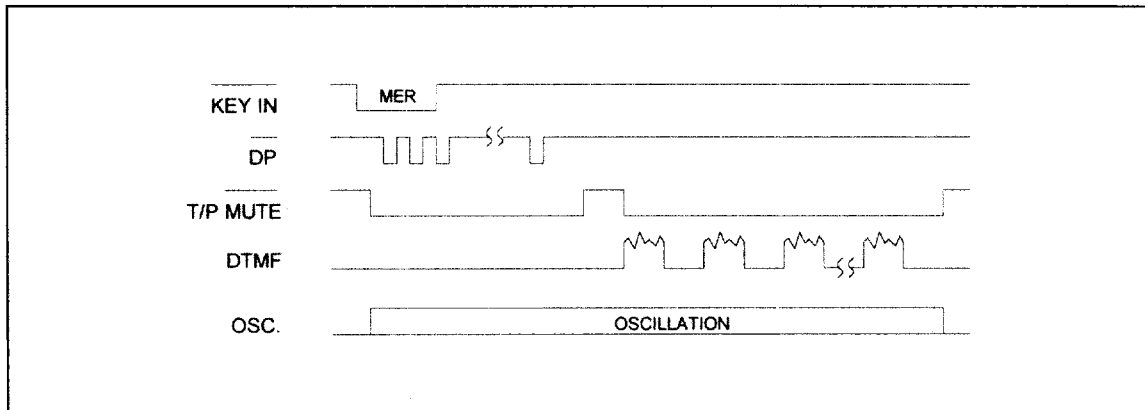 KEY IN
MER
DP
T/P MUTE
DTMF
OSC.
OSCILLATION